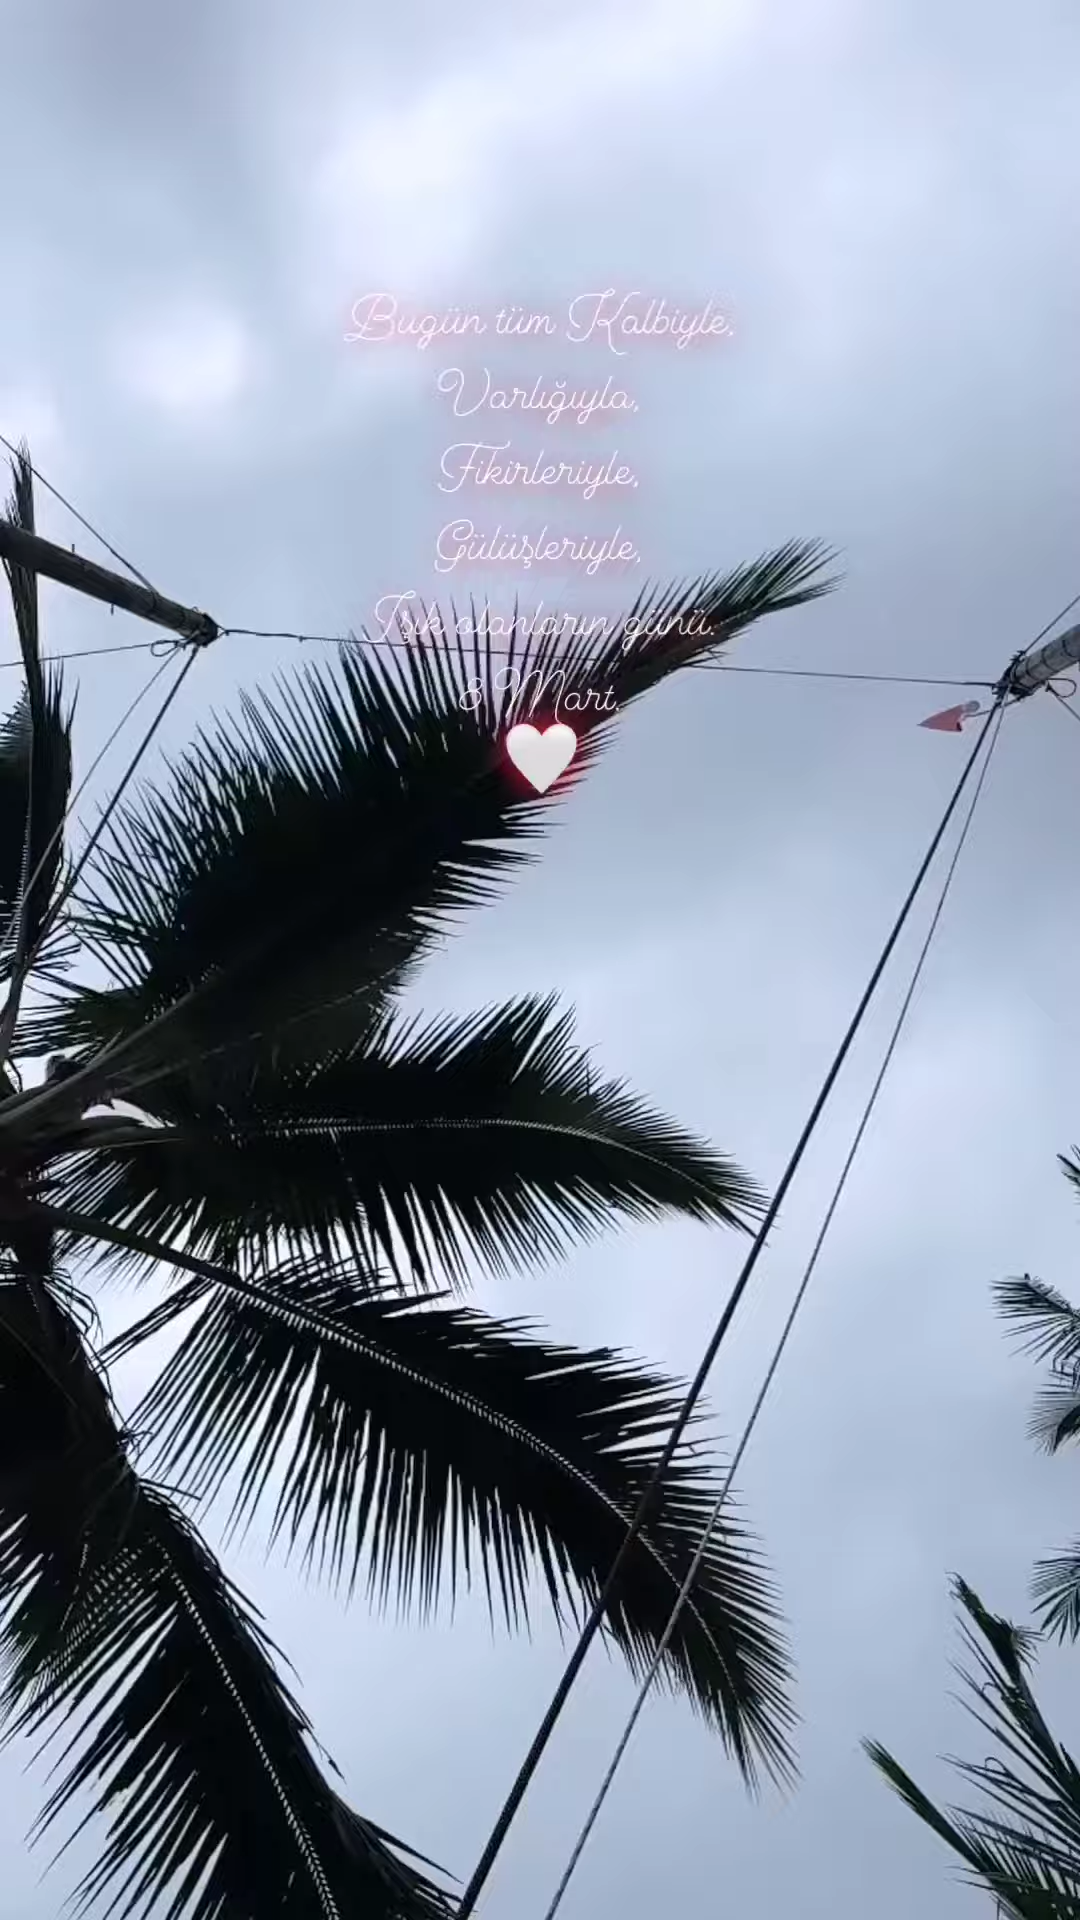 Bugün tüm Kalbiyle,
Varlığıyla,
Fikirleriyle,
Gülüşleriyle,
Işık olanların günü.
8 Mart.